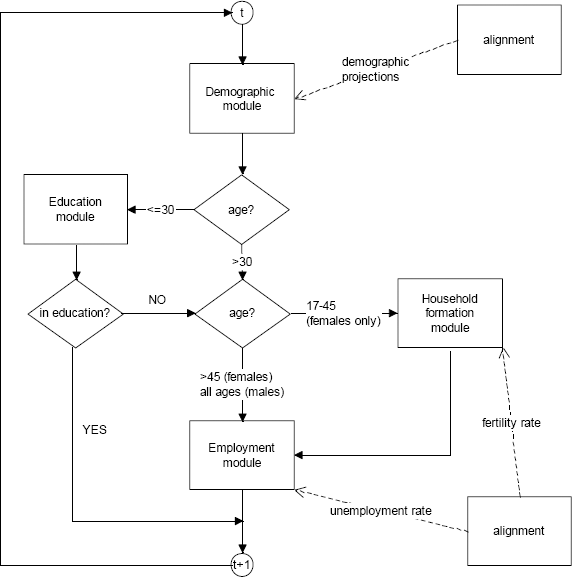 t
alignment
demographic
projections
Demographic
module
Education
module
<=30
age?
>30
in education?
NO
age?
17-45
(females only)
Household
formation
module
>45 (females)
all ages (males)
YES
fertility rate
Employment
module
unemployment rate
alignment
t+1